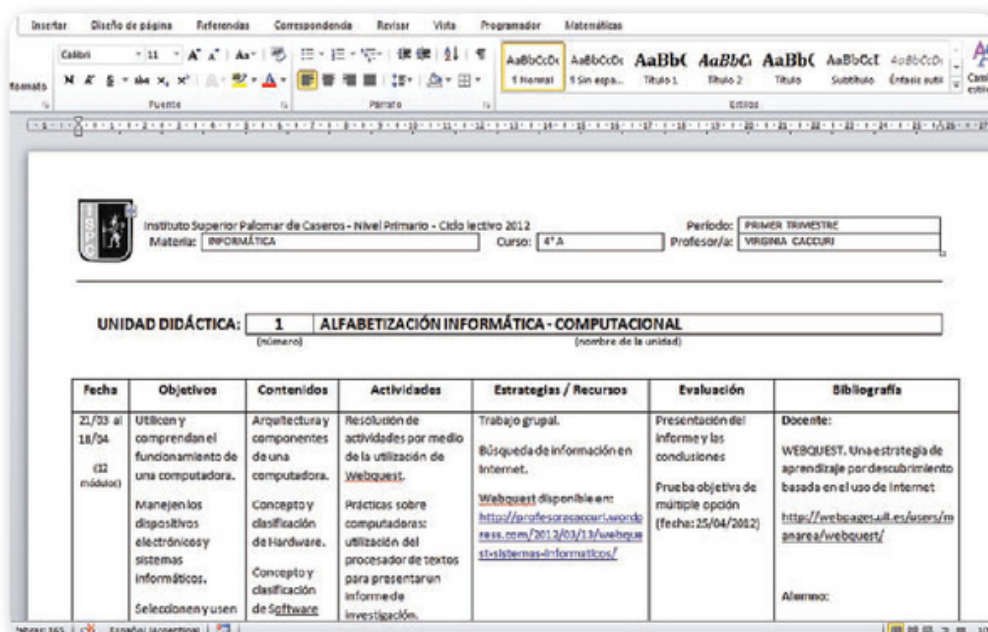 Insertar Diseño de página Referencias Correspondencia Revisar Vista Programador Matemáticas
Calibri 11
AaBbCcDc AaBbCcDc AaBbC AaBbC AaBbC AaBbCcI AaBbCcDc
¶ Normal ¶ Sin espa... Título 1 Título 2 Título Subtítulo Énfasis sutil
formato
Fuente Párrafo Estilos
ISPC
Instituto Superior Palomar de Caseros - Nivel Primario - Ciclo lectivo 2012 Período: PRIMER TRIMESTRE
Materia: INFORMÁTICA Curso: 4° A Profesor/a: VIRGINIA CACCURI
UNIDAD DIDÁCTICA: 1 ALFABETIZACIÓN INFORMÁTICA - COMPUTACIONAL
(número) (nombre de la unidad)
Fecha Objetivos Contenidos Actividades Estrategias / Recursos Evaluación Bibliografía
21/03 al
18/04
(12
módulos)
Utilicen y
comprendan el
funcionamiento de
una computadora.
Manejen los
dispositivos
electrónicos y
sistemas
informáticos.
Seleccionen y usen
Arquitectura y
componentes
de una
computadora.
Concepto y
clasificación
de Hardware.
Concepto y
clasificación
de Software
Resolución de
actividades por medio
de la utilización de
Webquest.
Prácticas sobre
computadoras:
utilización del
procesador de textos
para presentar un
informe de
investigación.
Trabajo grupal.
Búsqueda de información en
Internet.
Webquest disponible en:
http://profesoracaccuri.wordp
ress.com/2012/03/13/webque
st-sistemas-informaticos/
Presentación del
informe y las
conclusiones
Prueba objetiva de
múltiple opción
(fecha: 25/04/2012)
Docente:
WEBQUEST. Una estrategia de
aprendizaje por descubrimiento
basada en el uso de Internet
http://webpages.ull.es/users/m
anarea/webquest/
Alumno:
Español (Argentina)